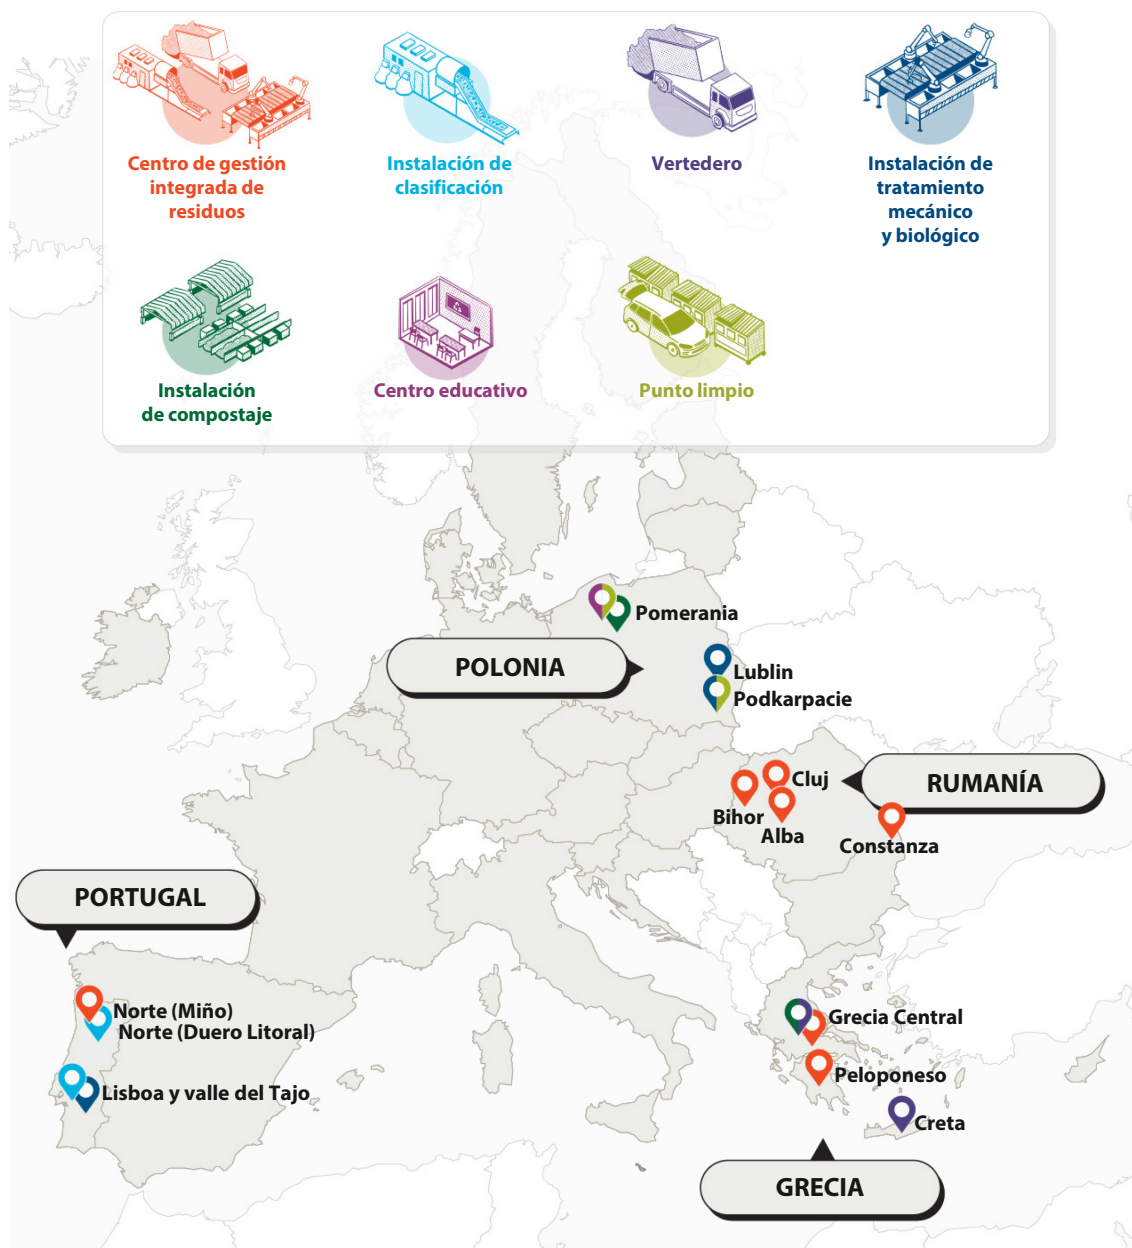 Centro de gestión
integrada de
residuos
Instalación de
clasificación
Vertedero
Instalación de
tratamiento
mecánico
y biológico
Instalación
de compostaje
Centro educativo
Punto limpio
Pomerania
POLONIA
Lublin
Podkarpacie
Cluj
RUMANÍA
Bihor
Alba
Constanza
PORTUGAL
Norte (Miño)
Norte (Duero Litoral)
Grecia Central
Peloponeso
Lisboa y valle del Tajo
Creta
GRECIA